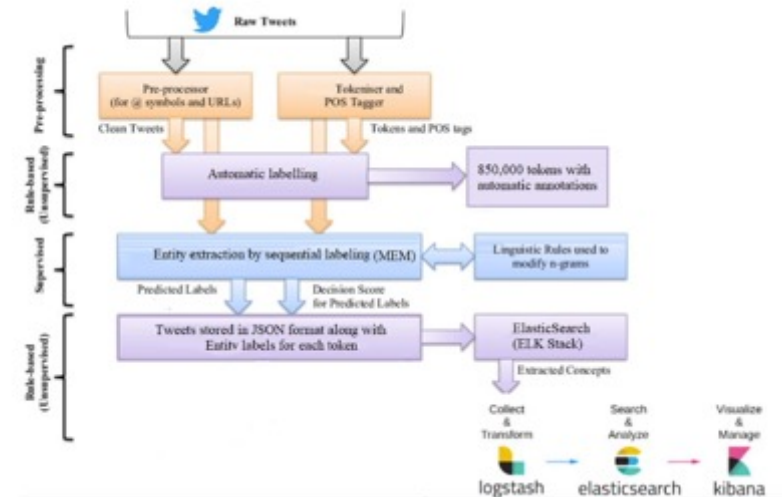 Raw Tweets
Pre-processing
Pre-processor
(for @ symbols and URLs)
Tokeniser and
POS Tagger
Clean Tweets
Tokens and POS tags
Rule-based
(Unsupervised)
Automatic labelling
850,000 tokens with
automatic annotations
Supervised
Entity extraction by sequential labeling (MEM)
Linguistic Rules used to
modify n-grams
Predicted Labels
Decision Score
for Predicted Labels
Rule-based
(Unsupervised)
Tweets stored in JSON format along with
Entity labels for each token
ElasticSearch
(ELK Stack)
Extracted Concepts
Collect
&
Transform
Search
&
Analyze
Visualize
&
Manage
logstash
elasticsearch
kibana